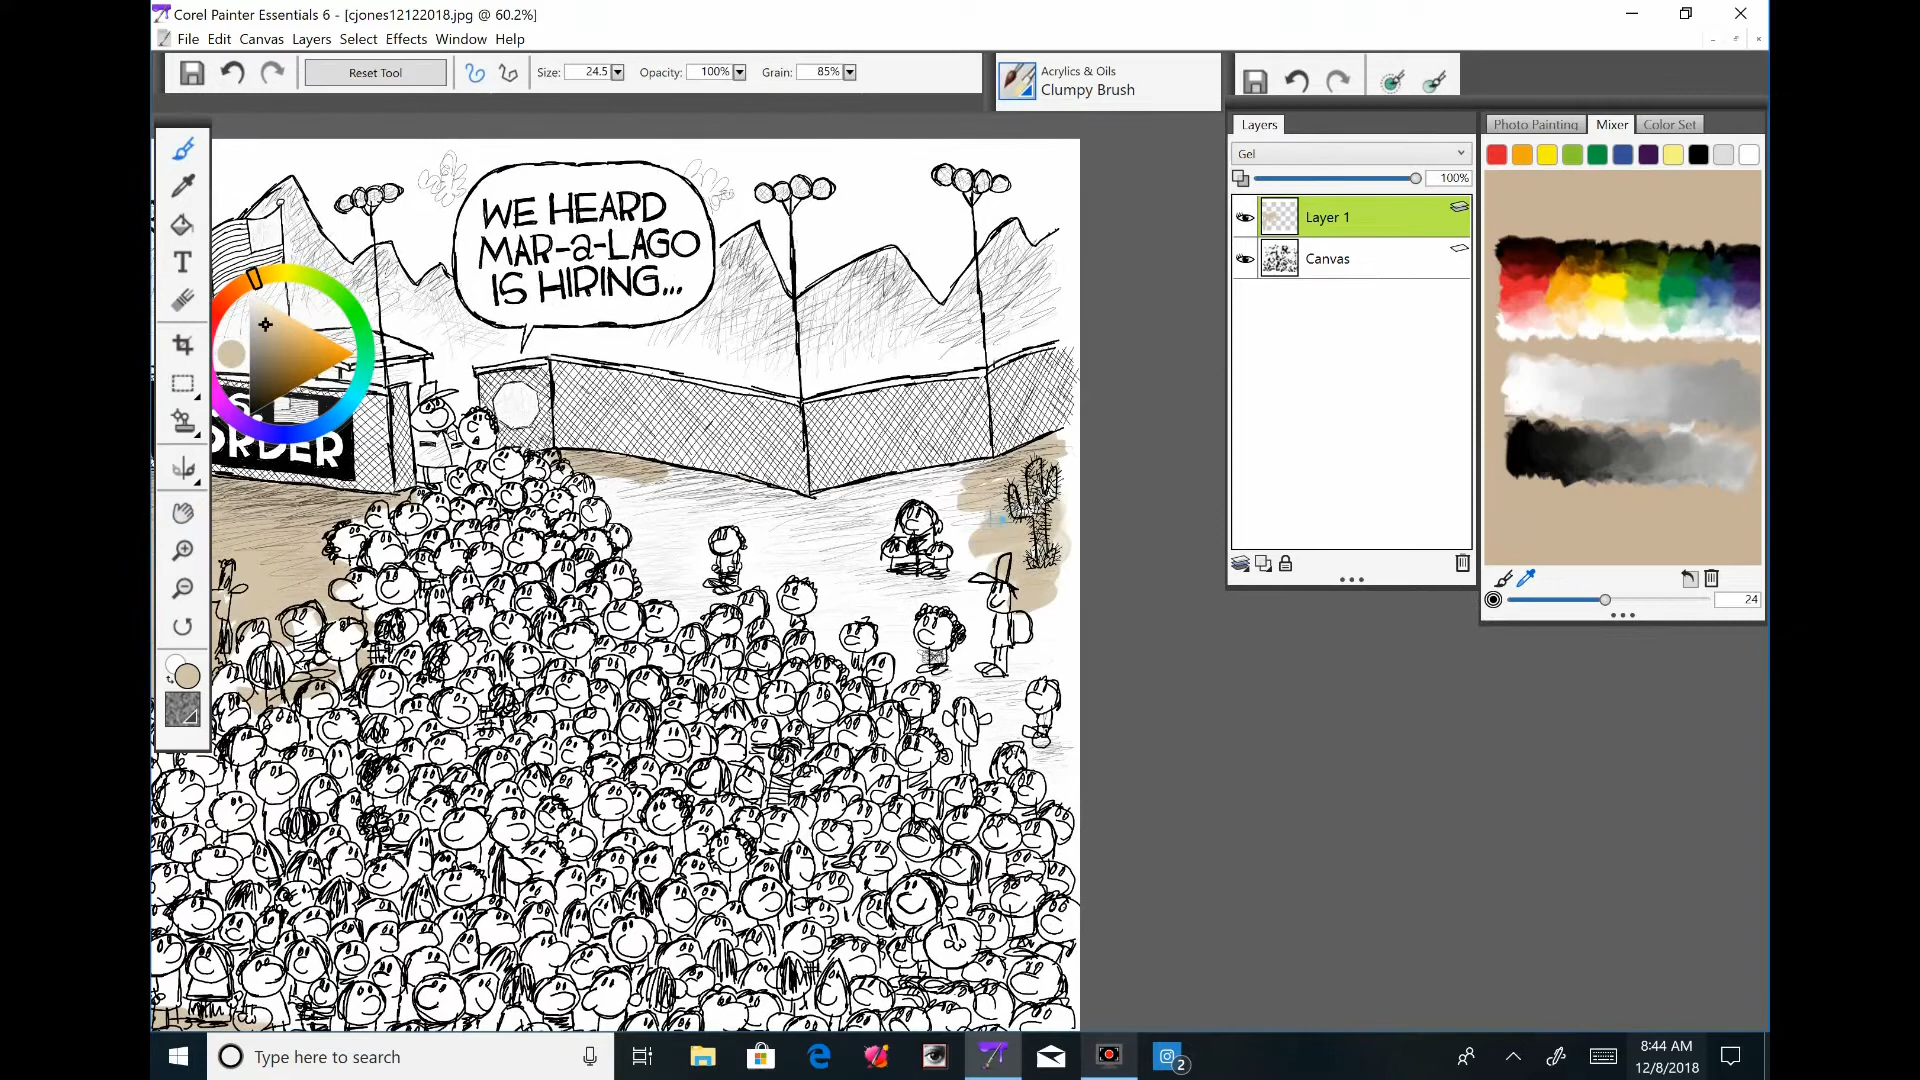 Corel Painter Essentials 6 - [cjones12122018.jpg @ 60.2%]
File Edit Canvas Layers Select Effects Window Help
Reset Tool
Size: 24.5
Opacity: 100%
Grain: 85%
Acrylics & Oils
Clumpy Brush
Layers
Gel
100%
Layer 1
Canvas
Photo Painting
Mixer
Color Set
24
WE HEARD
MAR-a-LAGO
IS HIRING...
S.
ORDER
Type here to search
2
8:44 AM
12/8/2018